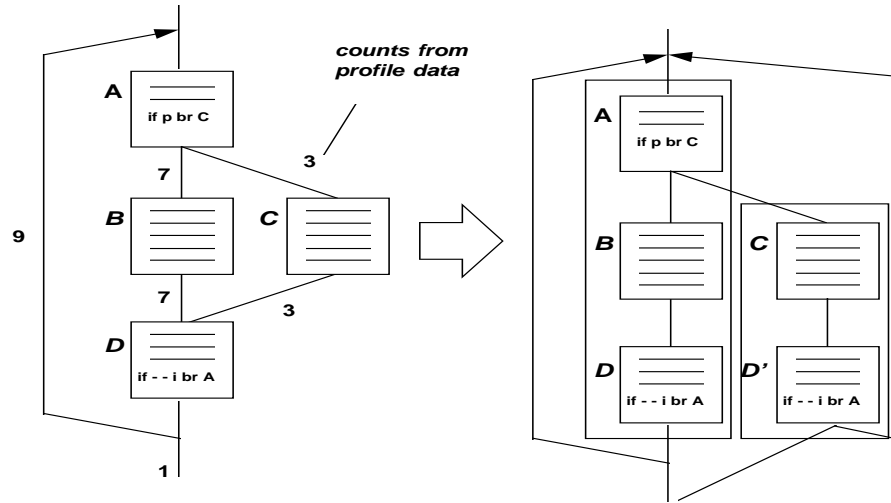 counts from
profile data
A
if p br C
7
3
B
C
9
7
3
D
if - - i br A
1
A
if p br C
B
C
D
if - - i br A
D’
if - - i br A